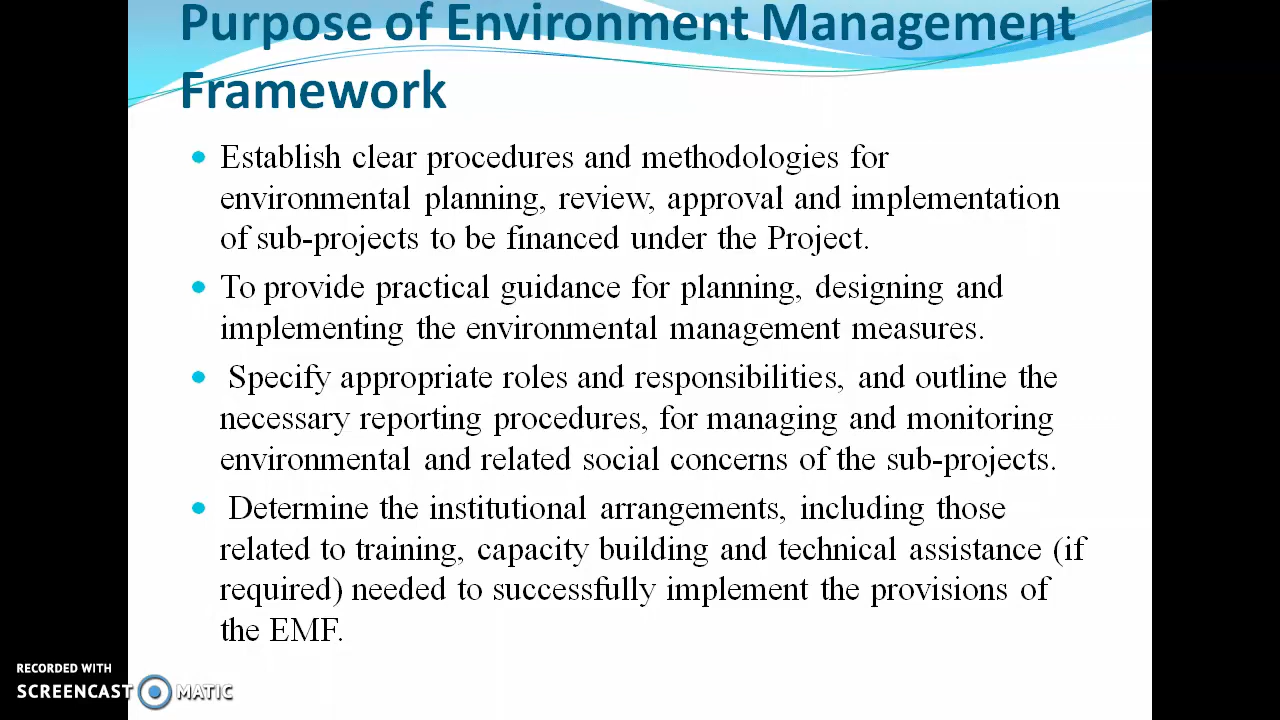 Purpose of Environment Management
Framework
• Establish clear procedures and methodologies for
environmental planning, review, approval and implementation
of sub-projects to be financed under the Project.
• To provide practical guidance for planning, designing and
implementing the environmental management measures.
• Specify appropriate roles and responsibilities, and outline the
necessary reporting procedures, for managing and monitoring
environmental and related social concerns of the sub-projects.
• Determine the institutional arrangements, including those
related to training, capacity building and technical assistance (if
required) needed to successfully implement the provisions of
the EMF.
RECORDED WITH
SCREENCAST MATIC